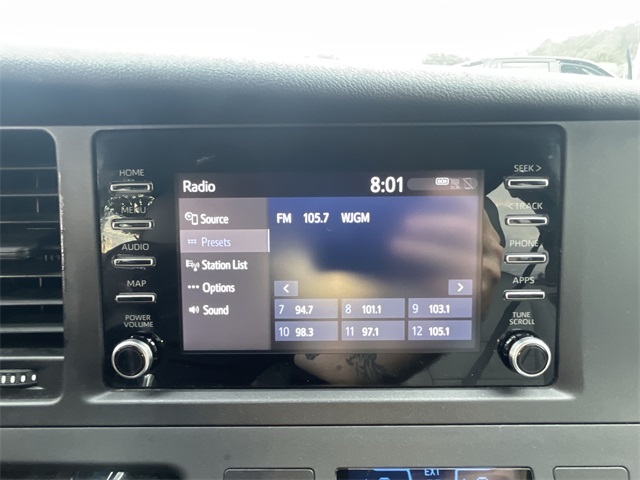 HOME
MENU
AUDIO
MAP
POWER
VOLUME
Radio
8:01
DCM
Source
Presets
Station List
Options
Sound
FM 105.7 WJGM
7 94.7 8 101.1 9 103.1
10 98.3 11 97.1 12 105.1
SEEK >
< TRACK
PHONE
APPS
TUNE
SCROLL
EXT